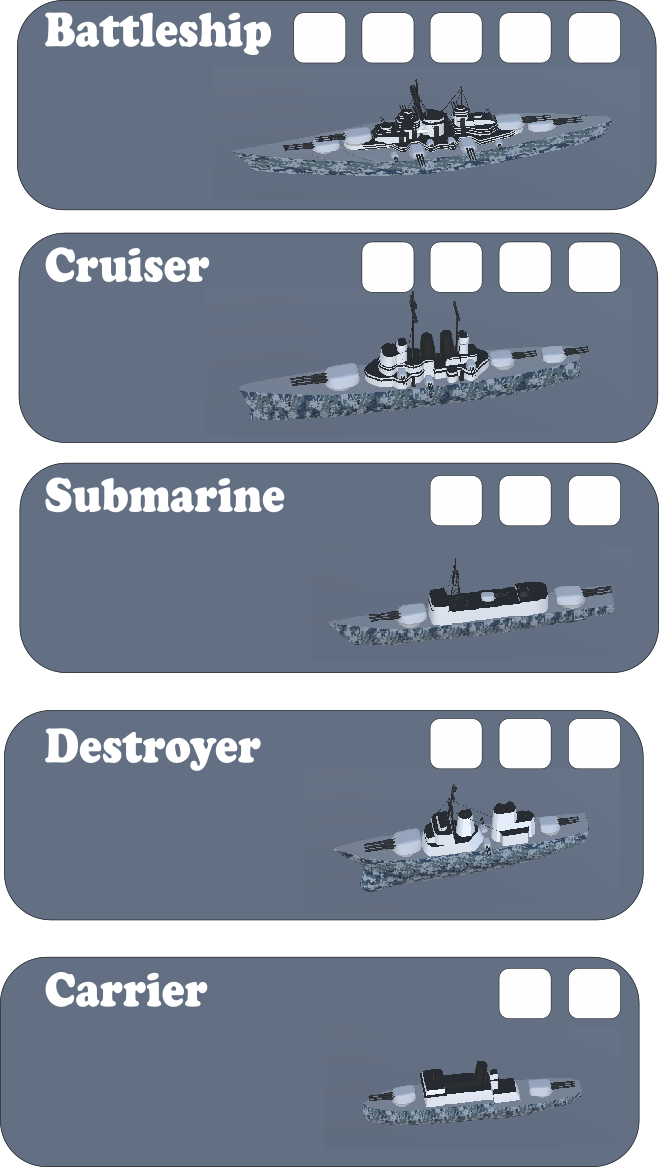 Battleship
Cruiser
Submarine
Destroyer
Carrier